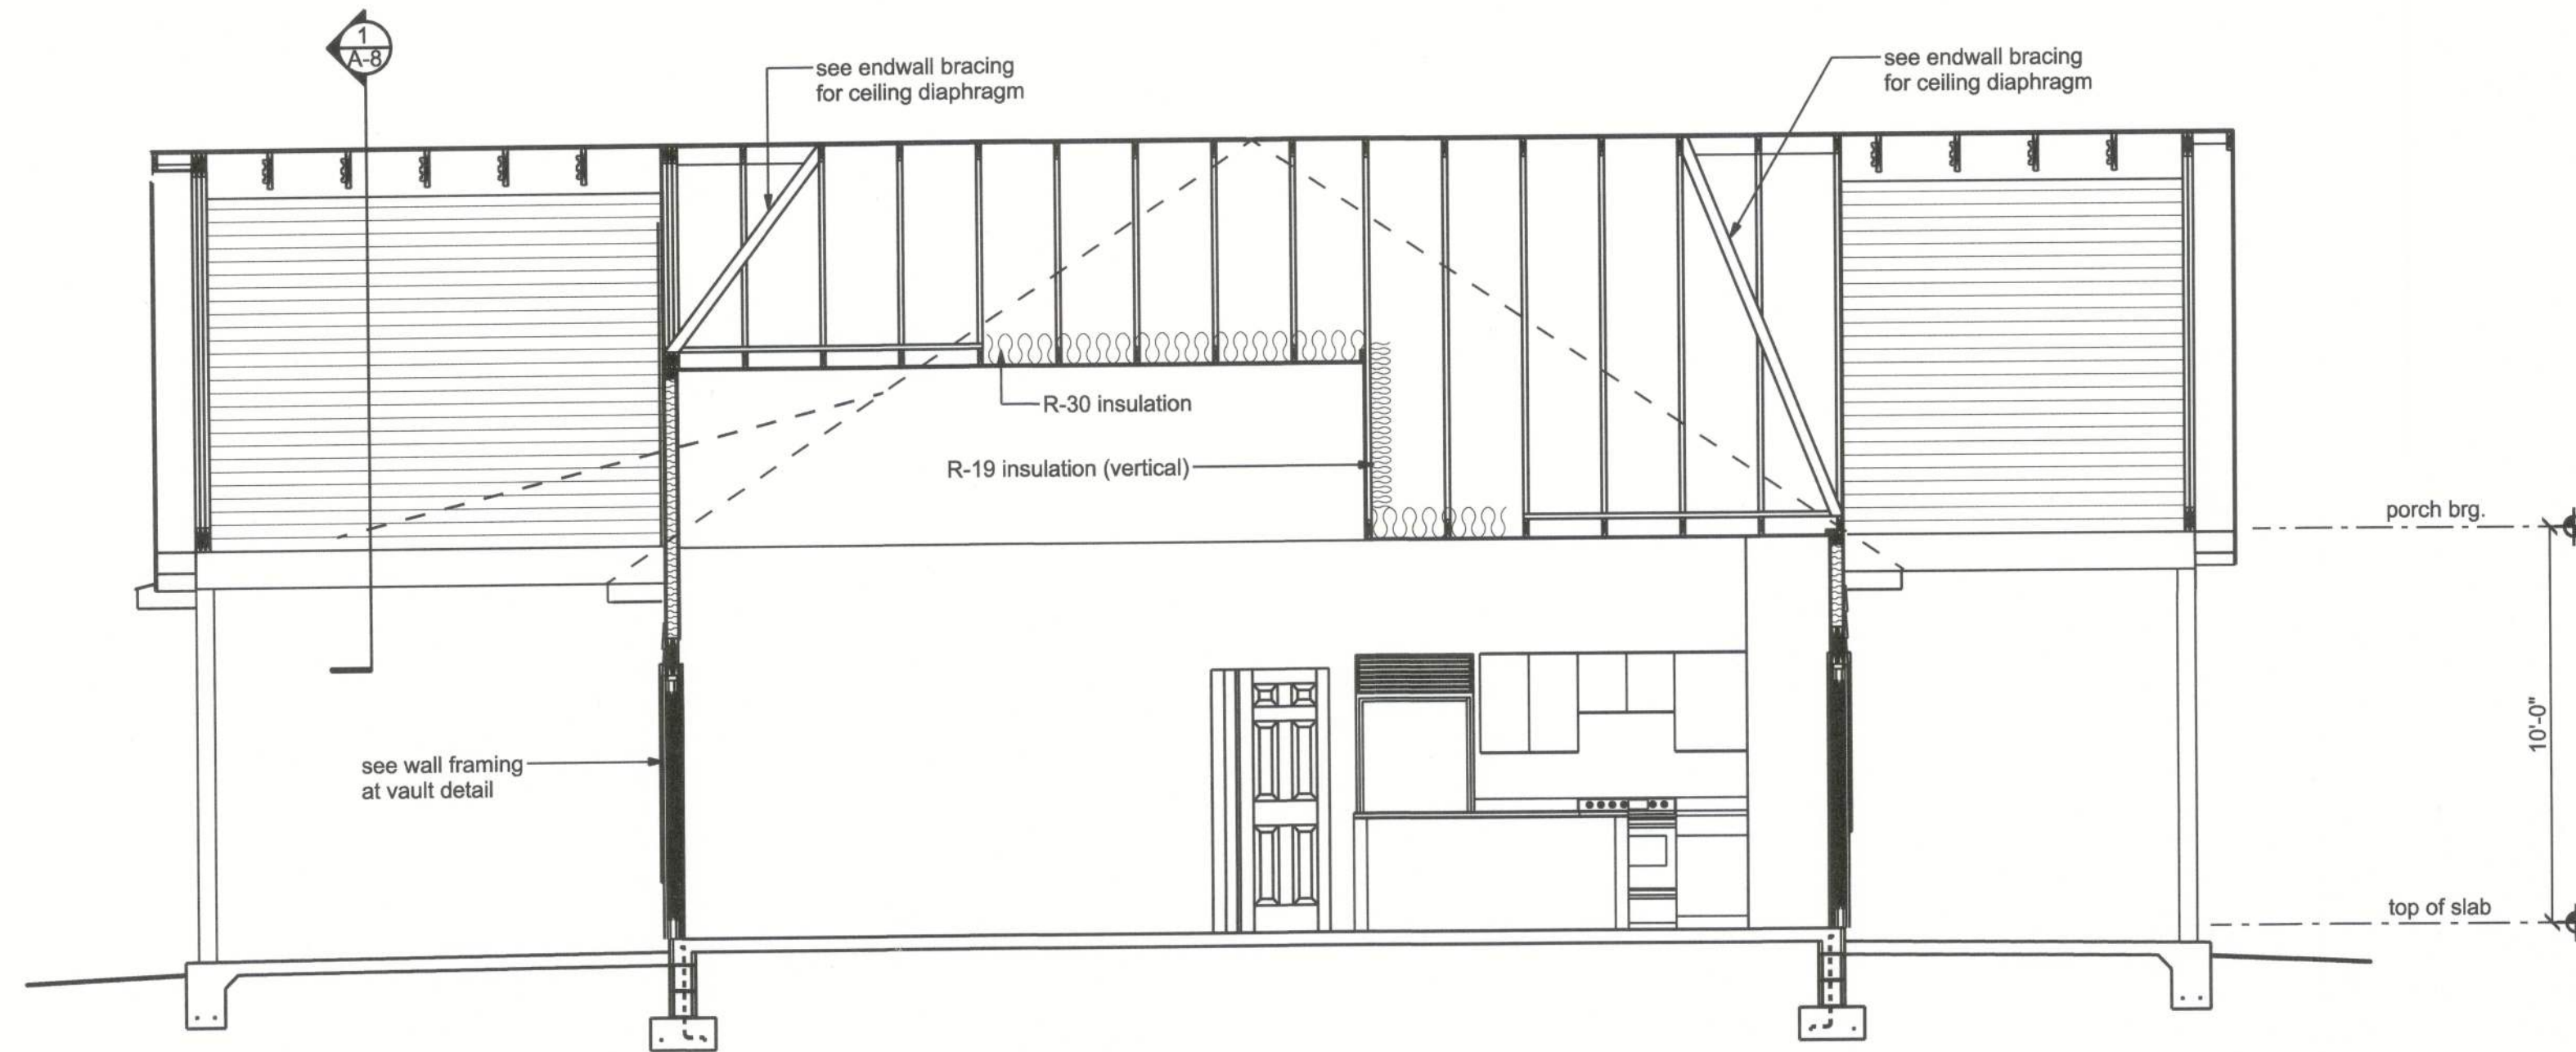 1
A-8
see endwall bracing
for ceiling diaphragm
see endwall bracing
for ceiling diaphragm
R-30 insulation
R-19 insulation (vertical)
porch brg.
10'-0"
see wall framing
at vault detail
top of slab